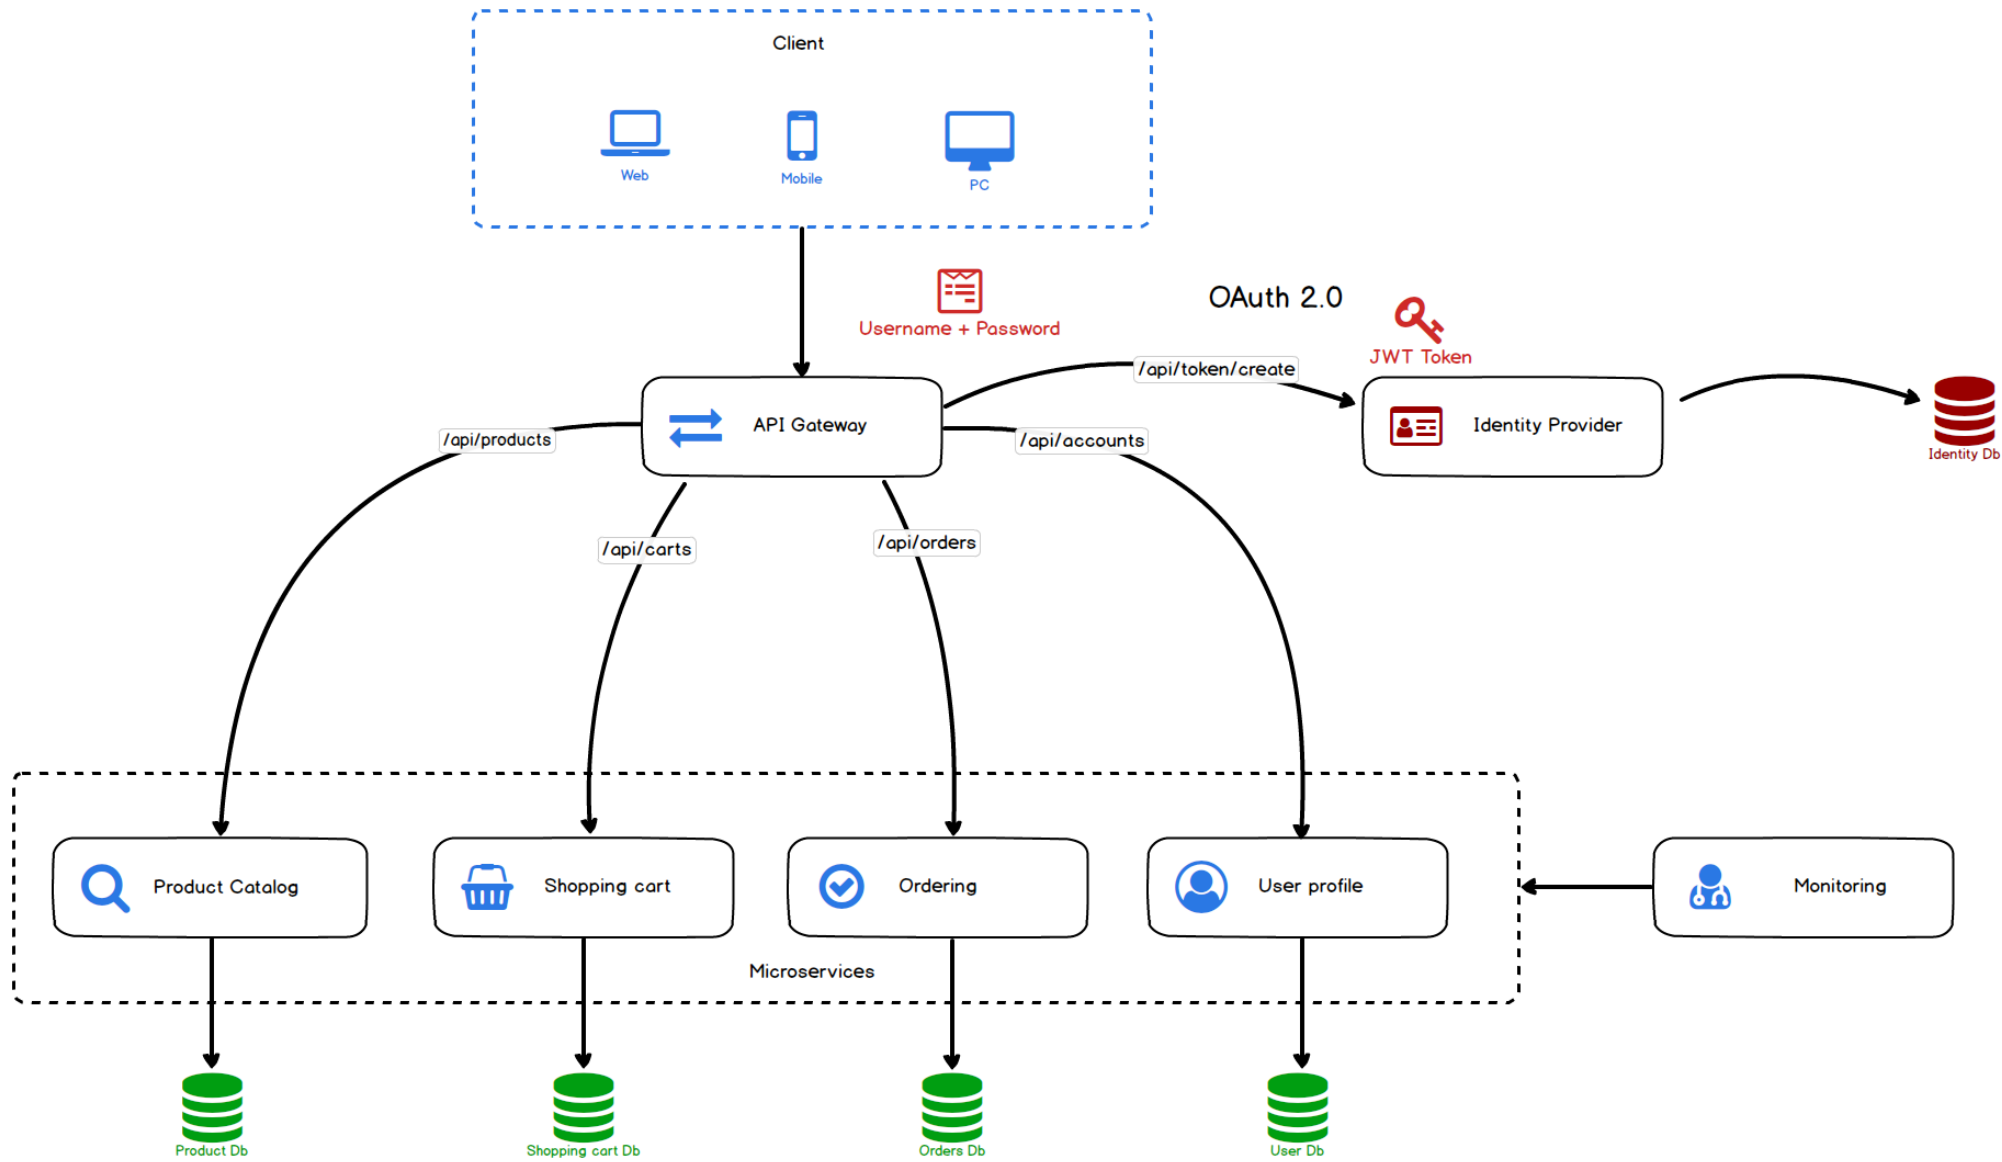 Client
Web
Mobile
PC
Username + Password
OAuth 2.0
JWT Token
/api/token/create
API Gateway
Identity Provider
Identity Db
/api/products
/api/accounts
/api/carts
/api/orders
Product Catalog
Shopping cart
Ordering
User profile
Monitoring
Microservices
Product Db
Shopping cart Db
Orders Db
User Db